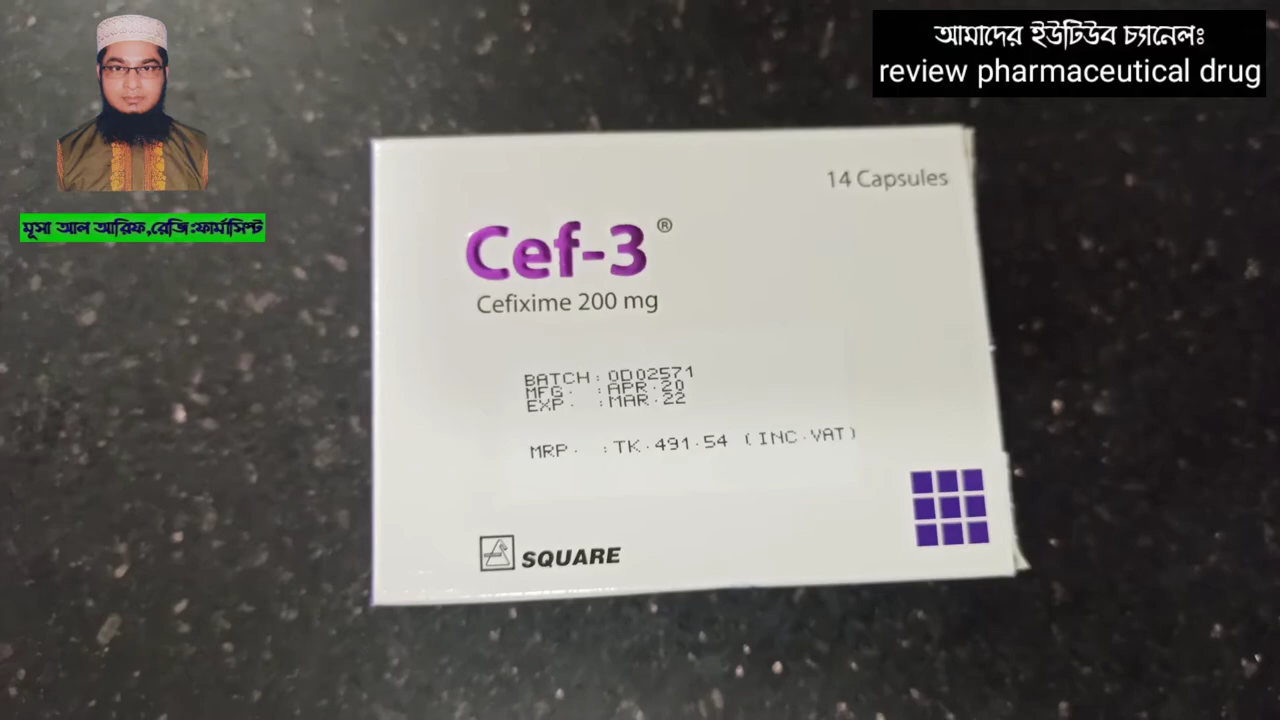 আমাদের ইউটিউব চ্যানেলঃ
review pharmaceutical drug
মূসা আল আরিফ,রেজি:ফার্মাসিস্ট
14 Capsules
Cef-3®
Cefixime 200 mg
BATCH: 0D02571
MFG. : APR.20
EXP. : MAR.22
MRP. : TK.491.54 (INC.VAT)
SQUARE